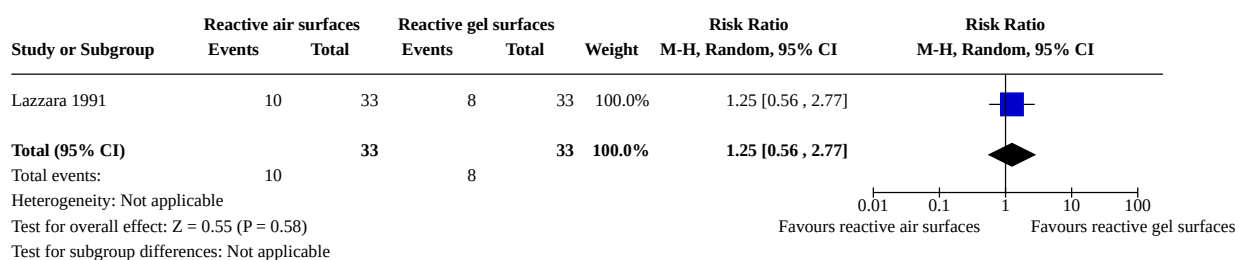 Reactive air surfaces Reactive gel surfaces Risk Ratio Risk Ratio
Study or Subgroup Events Total Events Total Weight M-H, Random, 95% CI M-H, Random, 95% CI
Lazzara 1991 10 33 8 33 100.0% 1.25 [0.56 , 2.77]
Total (95% CI) 33 33 100.0% 1.25 [0.56 , 2.77]
Total events: 10 8
Heterogeneity: Not applicable 0.01 0.1 1 10 100
Test for overall effect: Z = 0.55 (P = 0.58) Favours reactive air surfaces Favours reactive gel surfaces
Test for subgroup differences: Not applicable